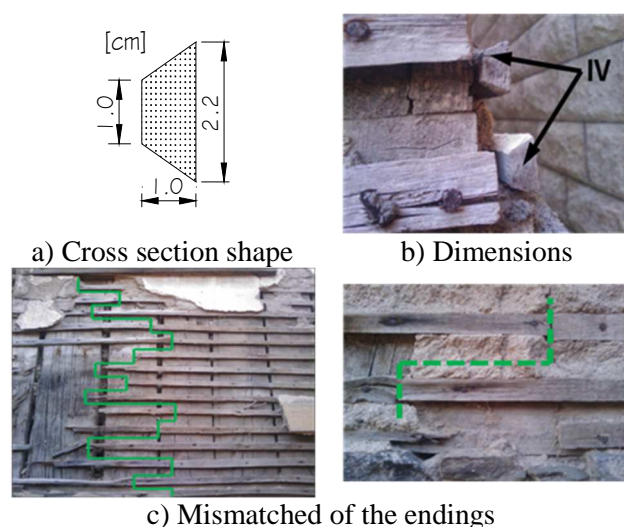 [cm]
1.0
2.2
1.0
IV
a) Cross section shape
b) Dimensions
c) Mismatched of the endings